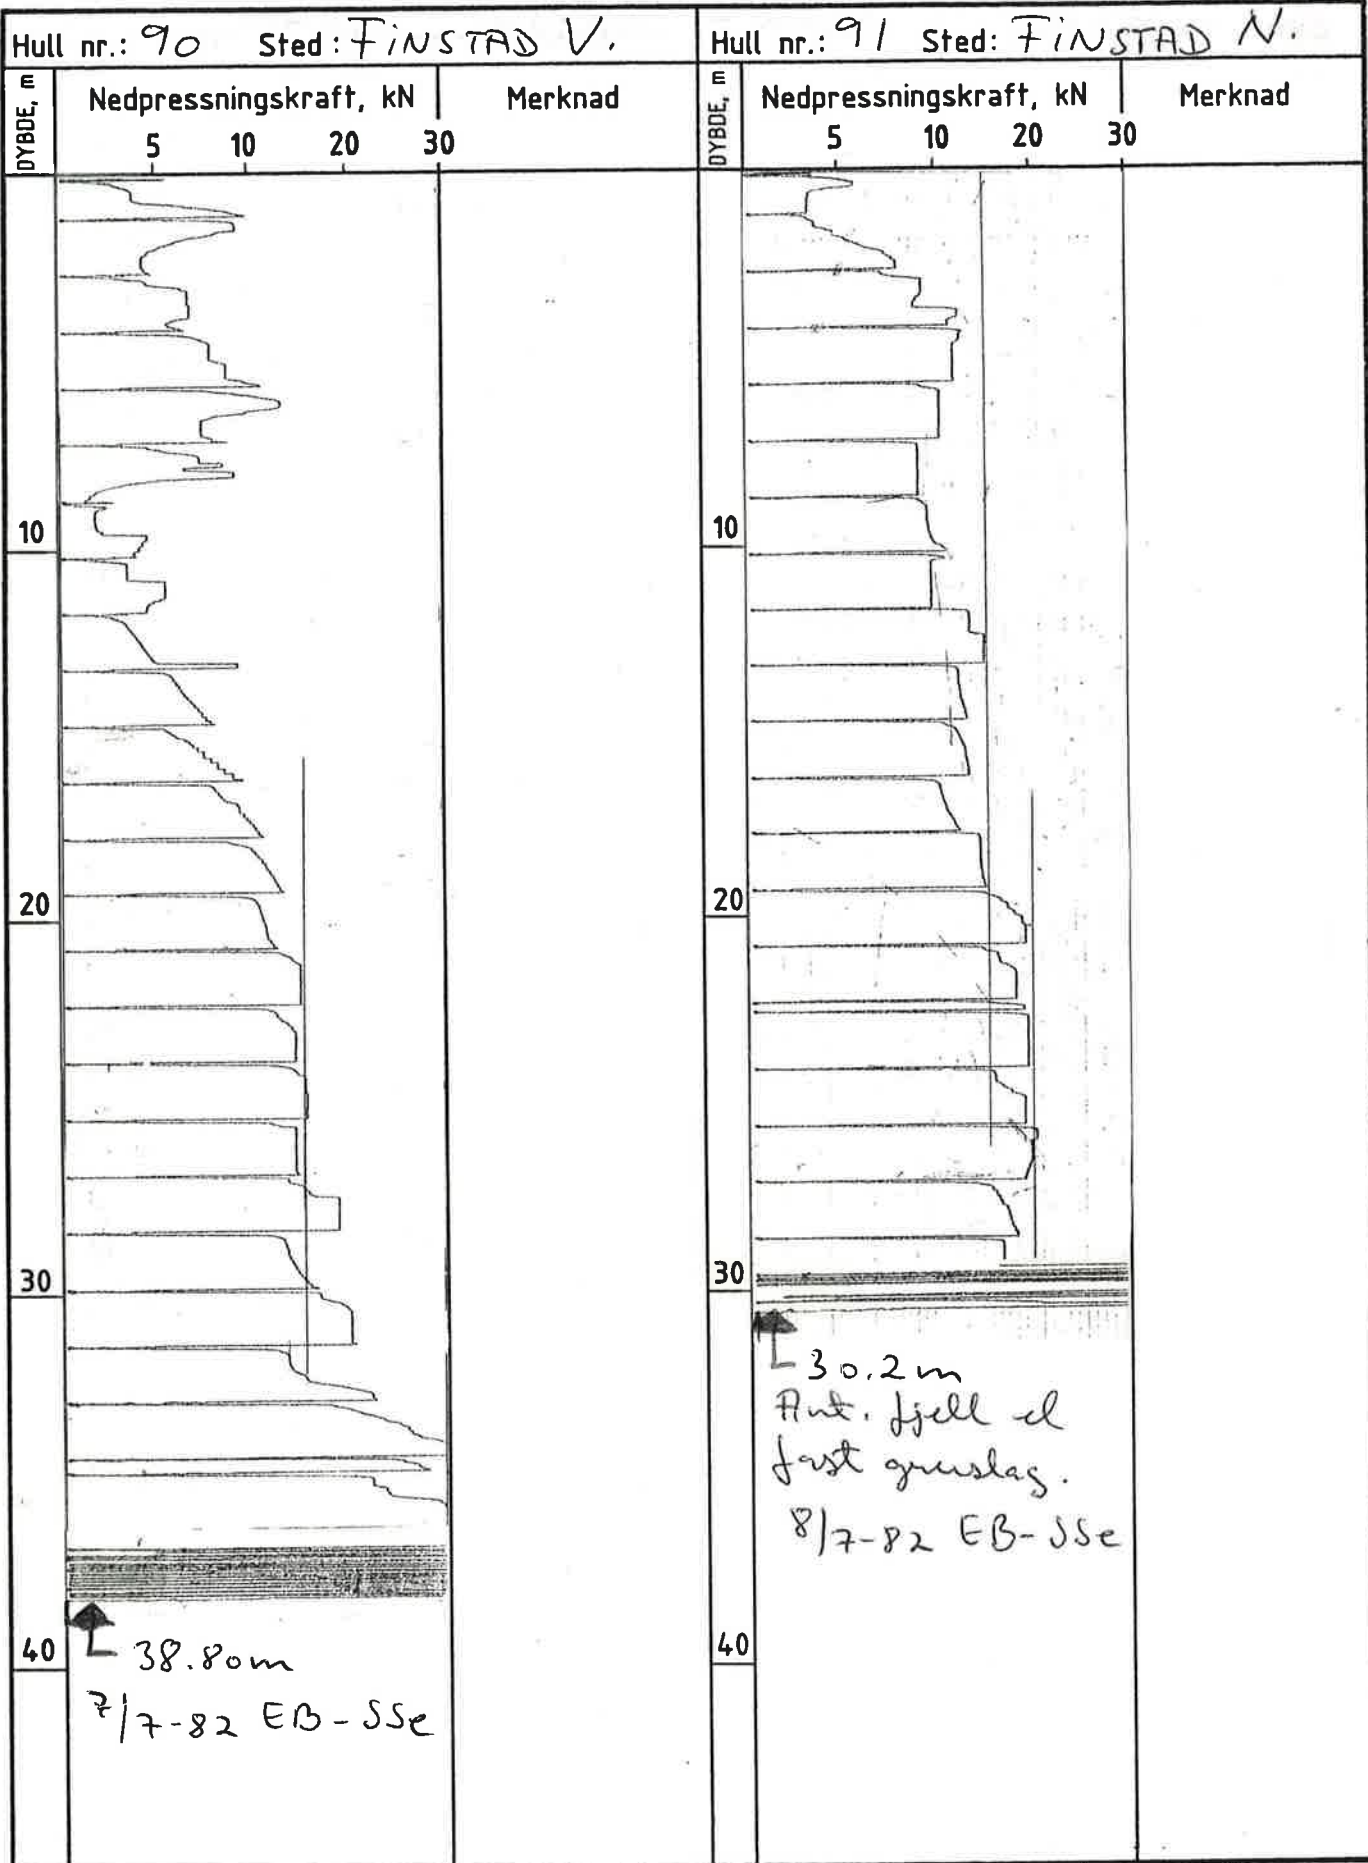 Hull nr.: 90 Sted: FINSTAD V.
DYBDE, m
Nedpressningskraft, kN
Merknad
5 10 20 30
10
20
30
40
38.80m
7/7-82 EB-SSe
Hull nr.: 91 Sted: FINSTAD N.
DYBDE, m
Nedpressningskraft, kN
Merknad
5 10 20 30
10
20
30
30.2m
Ant. fjell el
fast gruslag.
8/7-82 EB-SSe
40